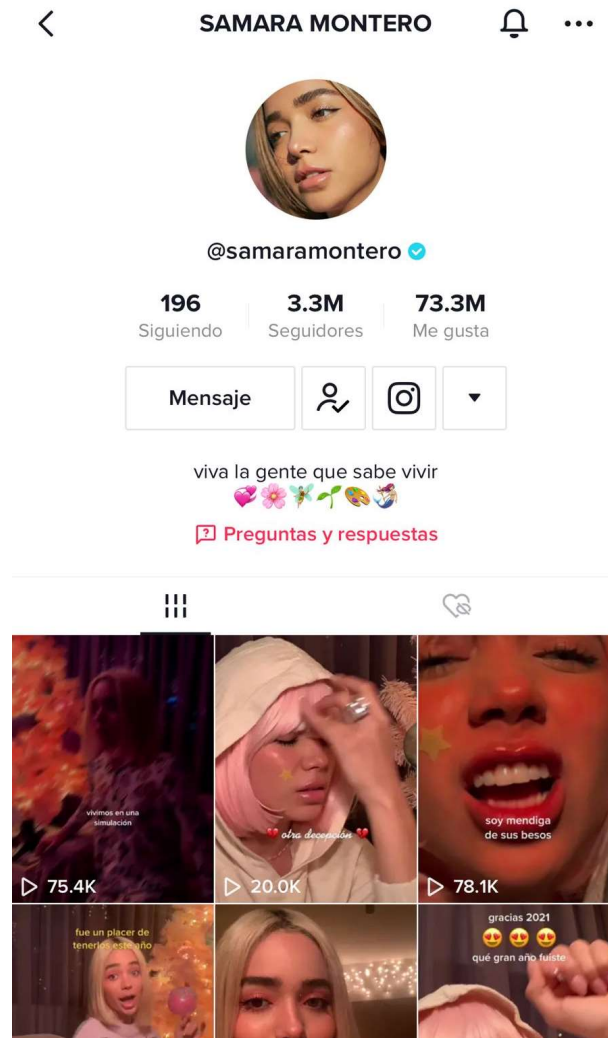 SAMARA MONTERO
@samaramontero
196 3.3M 73.3M
Siguiendo Seguidores Me gusta
Mensaje
viva la gente que sabe vivir
Preguntas y respuestas
vivimos en una
simulación
75.4K
otra decepción
20.0K
soy mendiga
de sus besos
78.1K
fue un placer de
tenerlos este año
gracias 2021
qué gran año fuiste